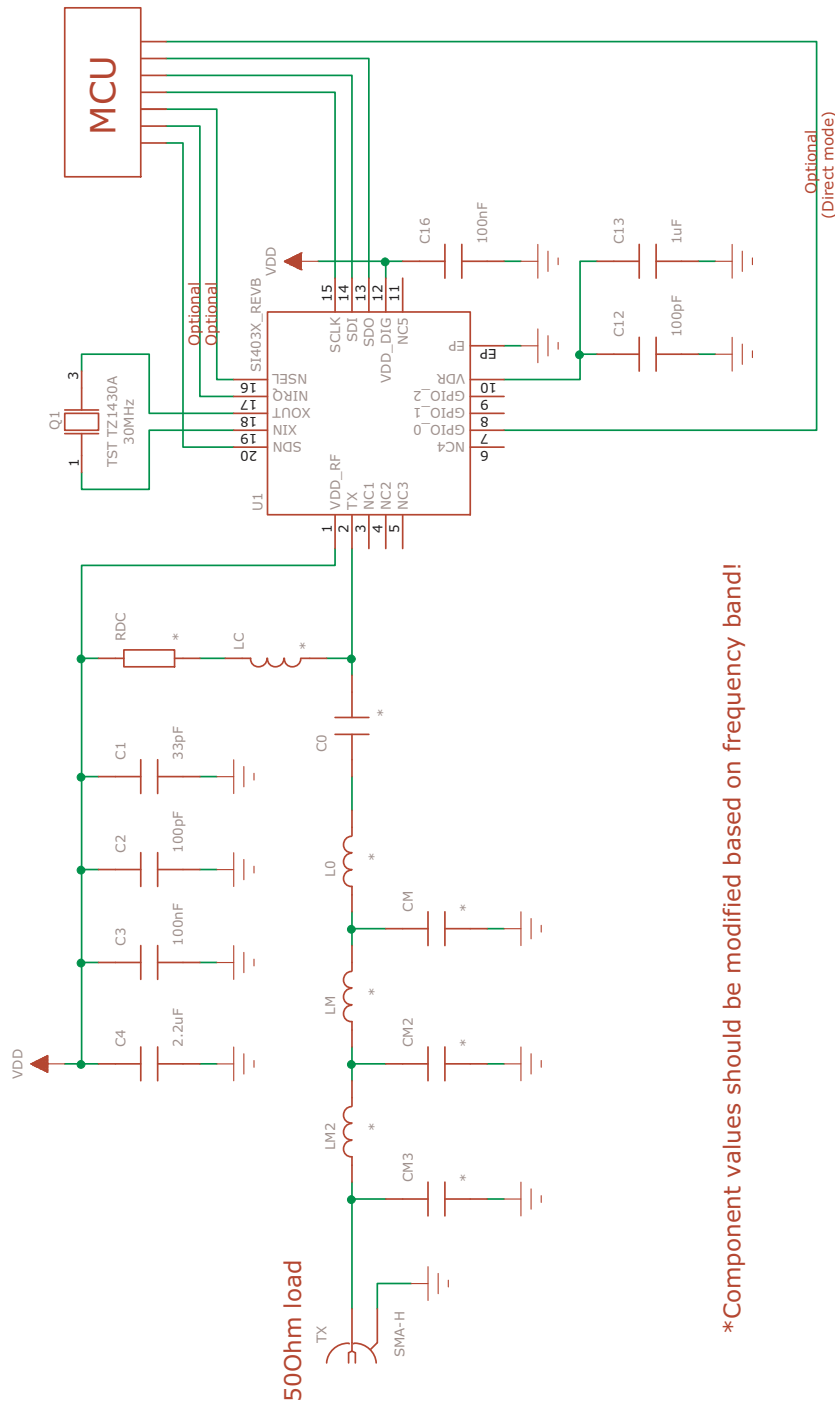 MCU
Optional
(Direct mode)
C16
100nF
VDD
C13
1uF
C12
100pF
SI403X_REVB
15
14
13
12
11
SCLK
SDI
SDO
VDD_DIG
NC5
Optional
Optional
Q1
3
1
TST TZ1430A
30MHz
NSEL
NIRQ
XOUT
XIN
SDN
16
17
18
19
20
EP
EP
VDR
GPIO_2
GPIO_1
GPIO_0
NC4
10
9
8
7
6
U1
VDD_RF
TX
NC1
NC2
NC3
1
2
3
4
5
RDC
*
LC
*
C0
*
C1
33pF
C2
100pF
C3
100nF
C4
2.2uF
VDD
L0
*
CM
*
LM
*
CM2
*
LM2
*
CM3
*
50Ohm load
TX
SMA-H
*Component values should be modified based on frequency band!